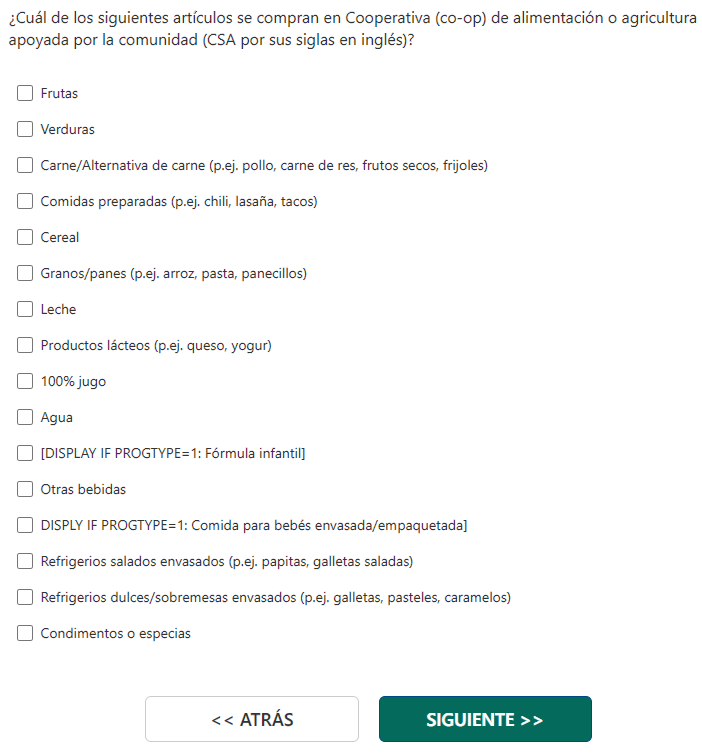 ¿Cuál de los siguientes artículos se compran en Cooperativa (co-op) de alimentación o agricultura
apoyada por la comunidad (CSA por sus siglas en inglés)?
Frutas
Verduras
Carne/Alternativa de carne (p.ej. pollo, carne de res, frutos secos, frijoles)
Comidas preparadas (p.ej. chili, lasaña, tacos)
Cereal
Granos/panes (p.ej. arroz, pasta, panecillos)
Leche
Productos lácteos (p.ej. queso, yogur)
100% jugo
Agua
[DISPLAY IF PROGTYPE=1: Fórmula infantil]
Otras bebidas
DISPLY IF PROGTYPE=1: Comida para bebés envasada/empaquetada]
Refrigerios salados envasados (p.ej. papitas, galletas saladas)
Refrigerios dulces/sobremesas envasados (p.ej. galletas, pasteles, caramelos)
Condimentos o especias
<< ATRÁS
SIGUIENTE >>